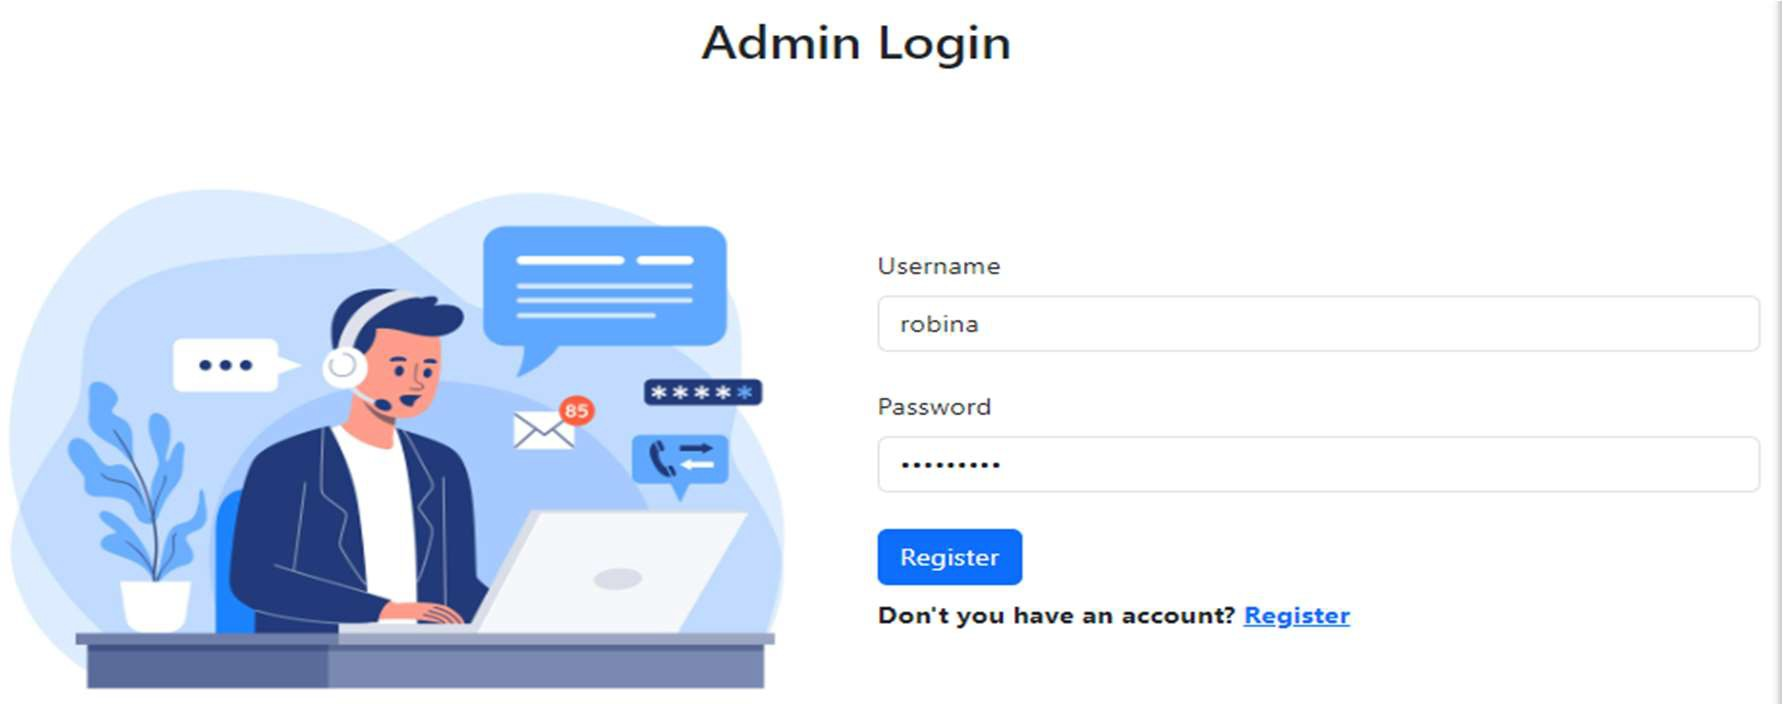 Admin Login
85
*****
Username
robina
Password
•••••••••
Register
Don't you have an account? Register